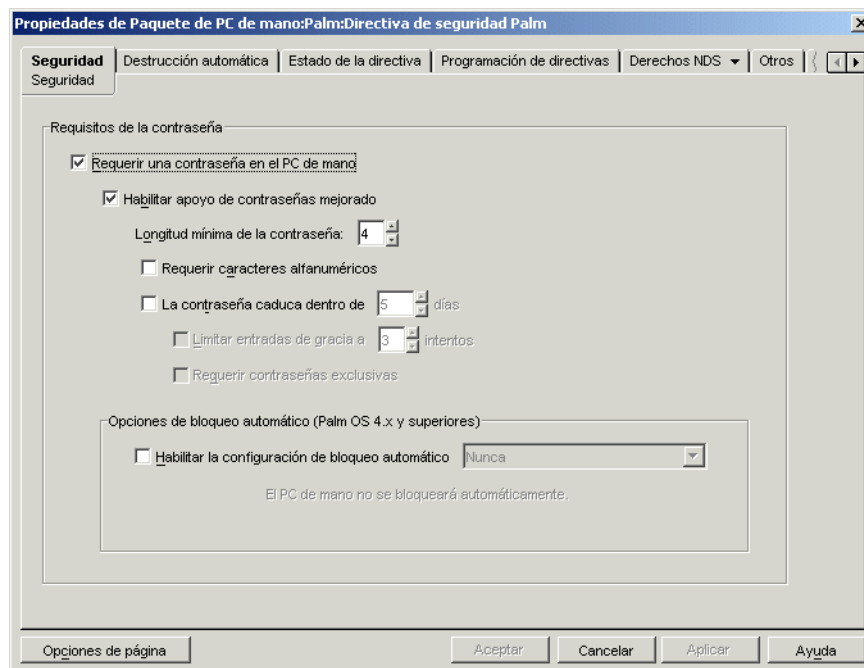 Propiedades de Paquete de PC de mano:Palm:Directiva de seguridad Palm
Seguridad Destrucción automática Estado de la directiva Programación de directivas Derechos NDS Otros
Seguridad
Requisitos de la contraseña
Requerir una contraseña en el PC de mano
Habilitar apoyo de contraseñas mejorado
Longitud mínima de la contraseña: 4
Requerir caracteres alfanuméricos
La contraseña caduca dentro de 5 días
Limitar entradas de gracia a 3 intentos
Requerir contraseñas exclusivas
Opciones de bloqueo automático (Palm OS 4.x y superiores)
Habilitar la configuración de bloqueo automático Nunca
El PC de mano no se bloqueará automáticamente.
Opciones de página Aceptar Cancelar Aplicar Ayuda